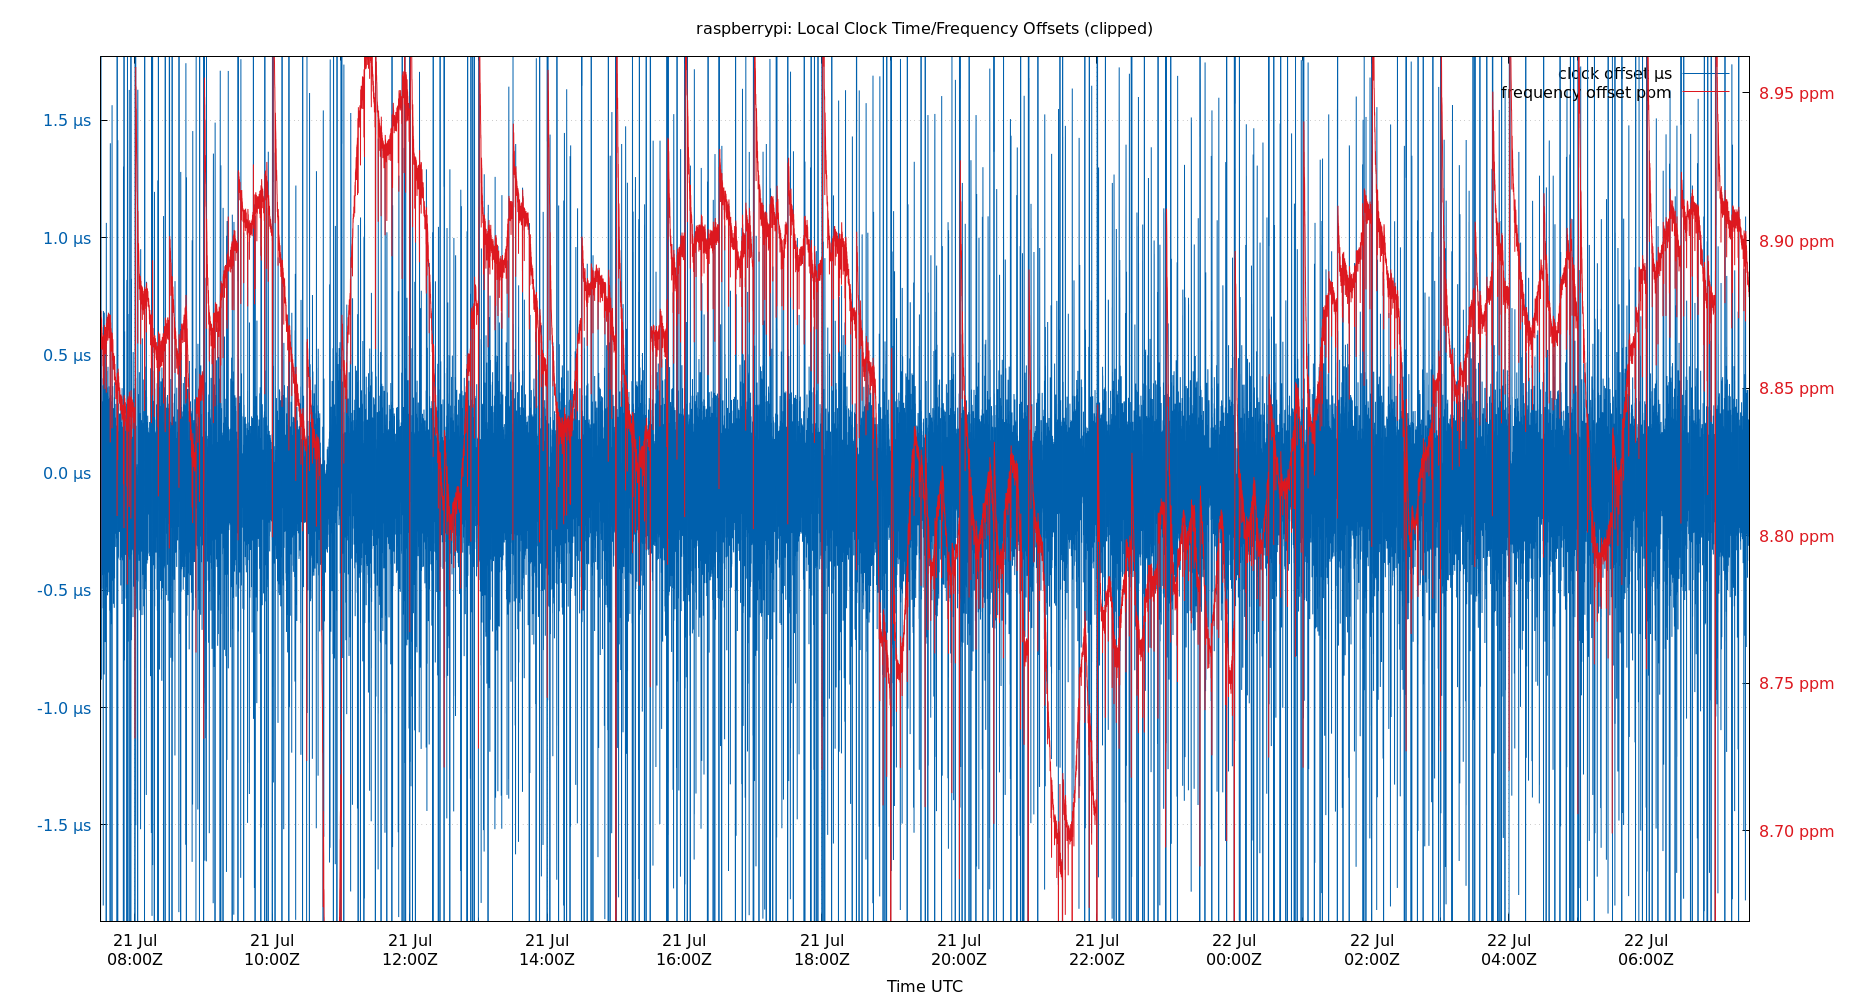 raspberrypi: Local Clock Time/Frequency Offsets (clipped)
clock offset µs
frequency offset ppm
1.5 µs
1.0 µs
0.5 µs
0.0 µs
-0.5 µs
-1.0 µs
-1.5 µs
8.95 ppm
8.90 ppm
8.85 ppm
8.80 ppm
8.75 ppm
8.70 ppm
21 Jul 21 Jul 21 Jul 21 Jul 21 Jul 21 Jul 21 Jul 21 Jul 22 Jul 22 Jul 22 Jul 22 Jul
08:00Z 10:00Z 12:00Z 14:00Z 16:00Z 18:00Z 20:00Z 22:00Z 00:00Z 02:00Z 04:00Z 06:00Z
Time UTC